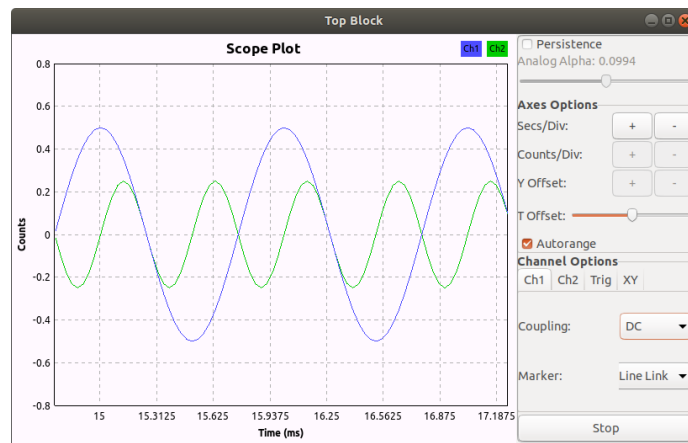 Top Block
Scope Plot
Ch1 Ch2
Counts
0.8
0.6
0.4
0.2
0
-0.2
-0.4
-0.6
-0.8
15 15.3125 15.625 15.9375 16.25 16.5625 16.875 17.1875
Time (ms)
Persistence
Analog Alpha: 0.0994
Axes Options
Secs/Div: + -
Counts/Div: + -
Y Offset: + -
T Offset:
Autorange
Channel Options
Ch1 Ch2 Trig XY
Coupling: DC
Marker: Line Link
Stop